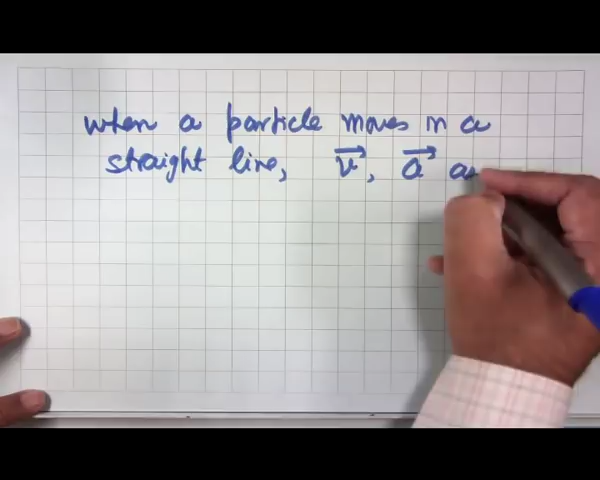 when a particle moves in a
straight line, v⃗, a⃗